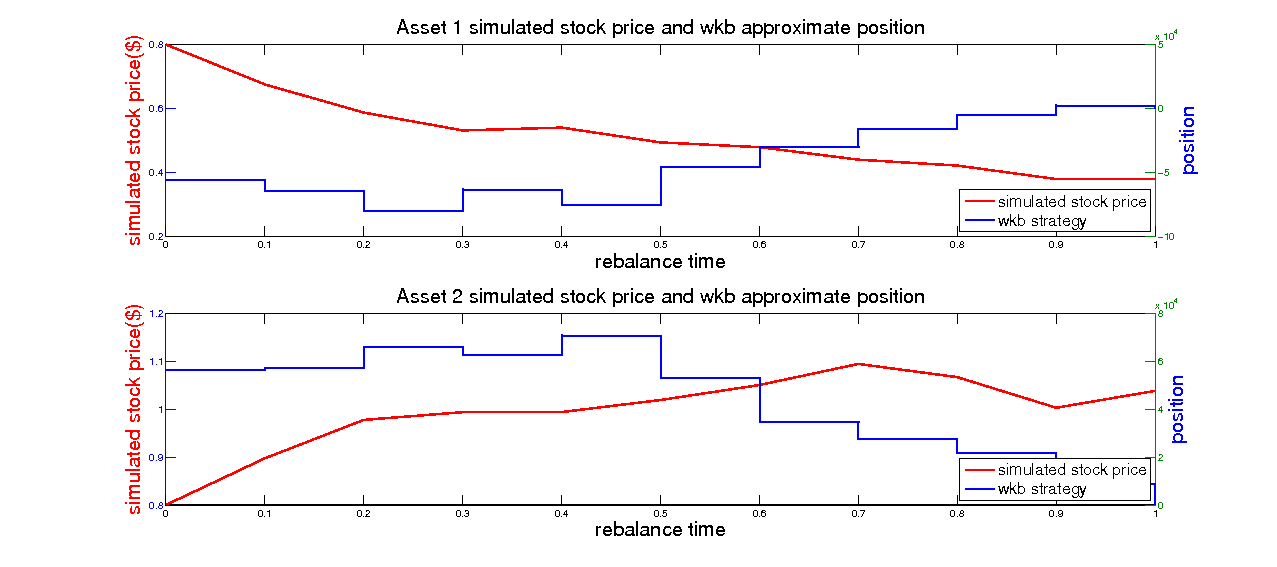 Asset 1 simulated stock price and wkb approximate position
x 10^4
simulated stock price($)
0.8
0.6
0.4
0.2
5
0
-5
-10
position
simulated stock price
wkb strategy
0 0.1 0.2 0.3 0.4 0.5 0.6 0.7 0.8 0.9 1
rebalance time
Asset 2 simulated stock price and wkb approximate position
x 10^4
simulated stock price($)
1.2
1.1
1
0.9
0.8
8
6
4
2
0
position
simulated stock price
wkb strategy
0 0.1 0.2 0.3 0.4 0.5 0.6 0.7 0.8 0.9 1
rebalance time